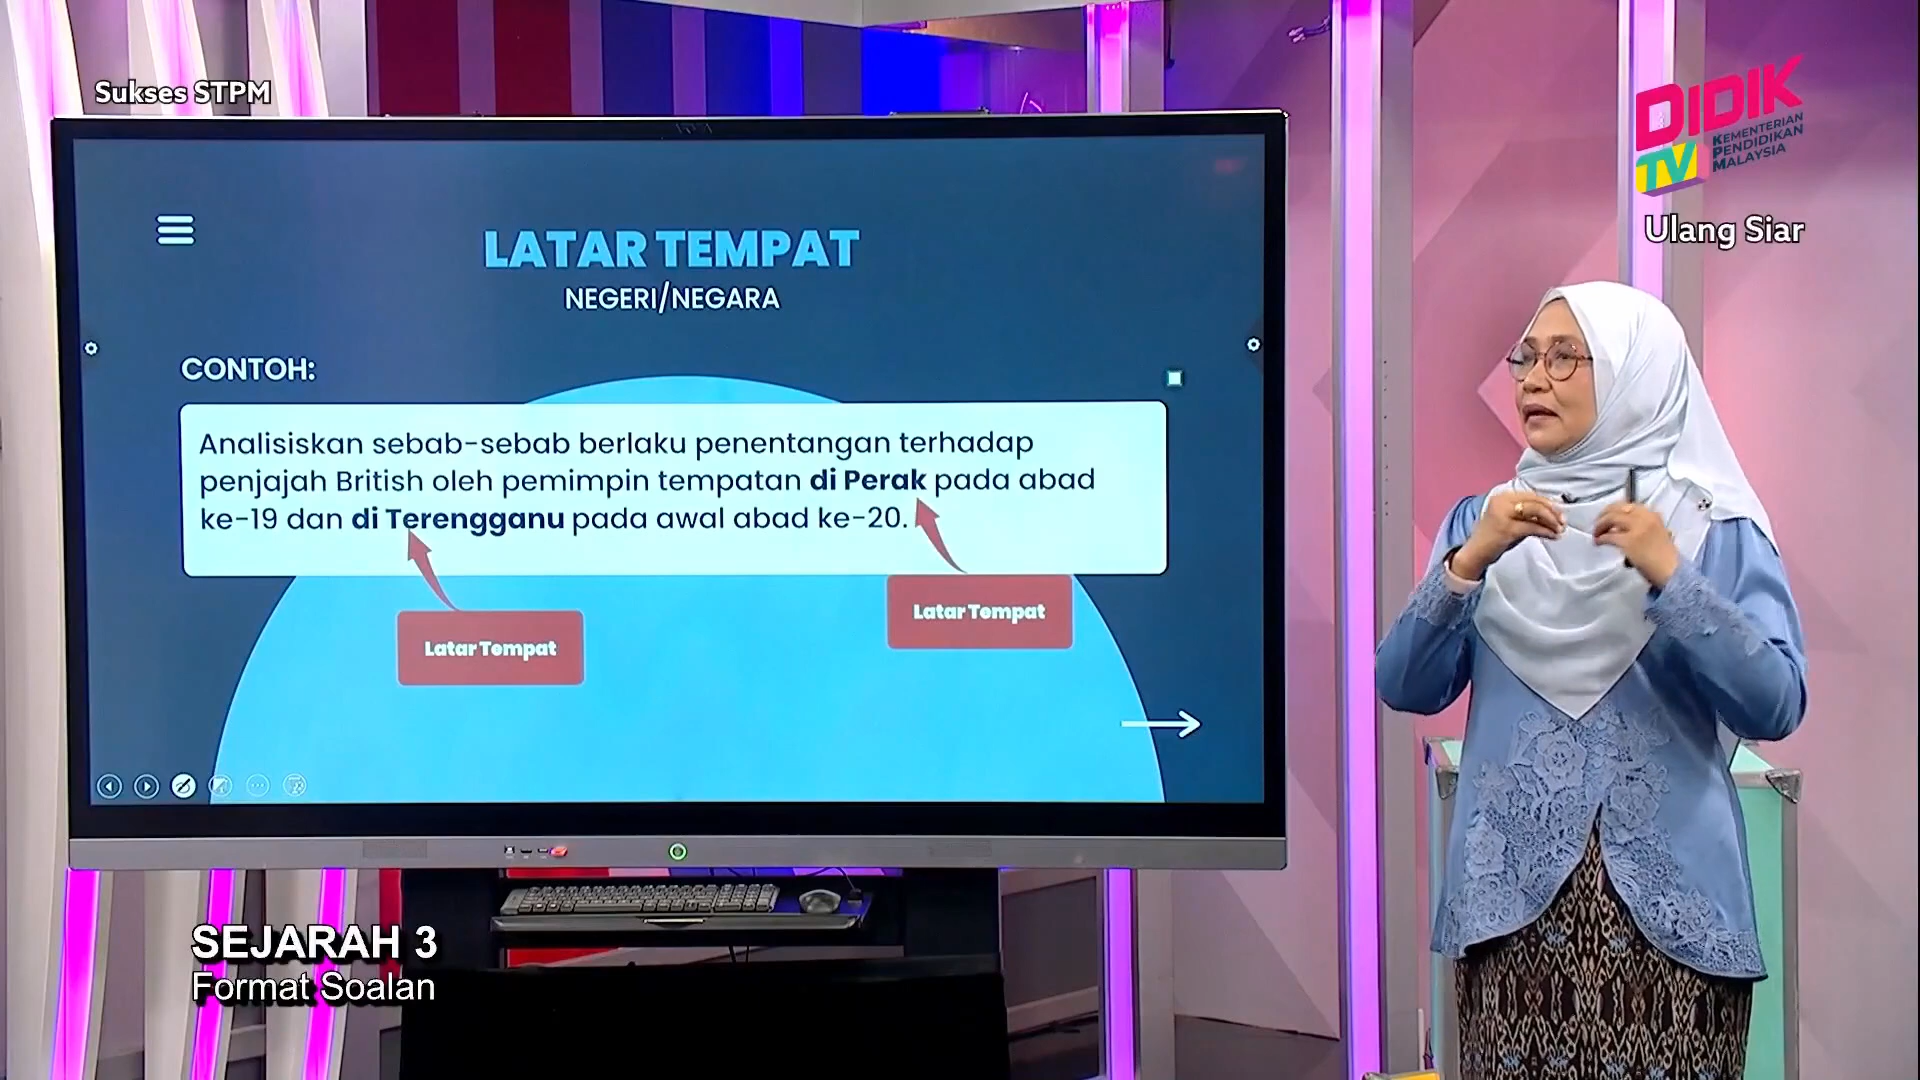 Sukses STPM
DIDIK
TV
KEMENTERIAN
PENDIDIKAN
MALAYSIA
Ulang Siar
LATAR TEMPAT
NEGERI/NEGARA
CONTOH:
Analisiskan sebab-sebab berlaku penentangan terhadap
penjajah British oleh pemimpin tempatan di Perak pada abad
ke-19 dan di Terengganu pada awal abad ke-20.
Latar Tempat
Latar Tempat
SEJARAH 3
Format Soalan